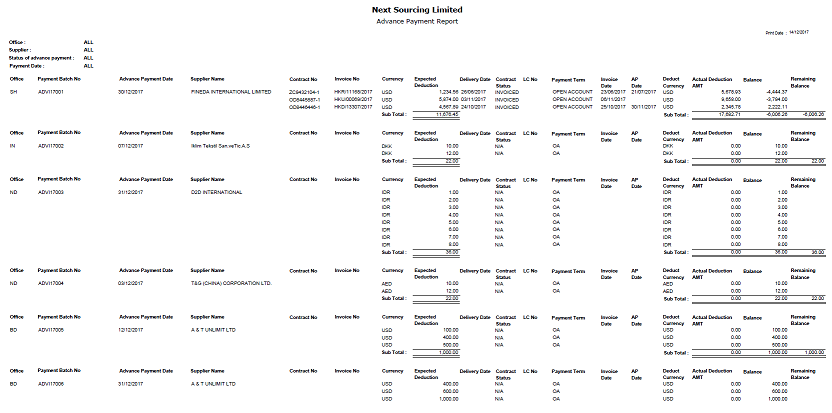 Next Sourcing Limited
Advance Payment Report
Print Date : 14/12/2017
Office : ALL
Supplier : ALL
Status of advance payment : ALL
Payment Date : ALL
Office Payment Batch No Advance Payment Date Supplier Name Contract No Invoice No Currency Expected Deduction Delivery Date Contract Status LC No Payment Term Invoice Date AP Date Deduct Currency Actual Deduction AMT Balance Remaining Balance
SH ADVI17001 30/12/2017 FINEDA INTERNATIONAL LIMITED ZC9432104-1 HKR/11165/2017 USD 1,234.56 26/06/2017 INVOICED OPEN ACCOUNT 23/06/2017 21/07/2017 USD 5,678.93 -4,444.37
OD8445887-1 HKU/00069/2017 USD 5,874.00 03/11/2017 INVOICED OPEN ACCOUNT 06/11/2017 USD 9,658.00 -3,784.00
OD9446446-1 HKD/13307/2017 USD 4,567.89 24/10/2017 INVOICED OPEN ACCOUNT 25/10/2017 30/11/2017 USD 2,345.78 2,222.11
Sub Total : 11,676.45 Sub Total : 17,682.71 -6,006.26 -6,006.26
Office Payment Batch No Advance Payment Date Supplier Name Contract No Invoice No Currency Expected Deduction Delivery Date Contract Status LC No Payment Term Invoice Date AP Date Deduct Currency Actual Deduction AMT Balance Remaining Balance
IN ADVI17002 07/12/2017 Iklim Tekstil San.veTic.A.S DKK 10.00 N/A OA DKK 0.00 10.00
DKK 12.00 N/A OA DKK 0.00 12.00
Sub Total : 22.00 Sub Total : 0.00 22.00 22.00
Office Payment Batch No Advance Payment Date Supplier Name Contract No Invoice No Currency Expected Deduction Delivery Date Contract Status LC No Payment Term Invoice Date AP Date Deduct Currency Actual Deduction AMT Balance Remaining Balance
ND ADVI17003 31/12/2017 D2D INTERNATIONAL IDR 1.00 N/A OA IDR 0.00 1.00
IDR 2.00 N/A OA IDR 0.00 2.00
IDR 3.00 N/A OA IDR 0.00 3.00
IDR 4.00 N/A OA IDR 0.00 4.00
IDR 5.00 N/A OA IDR 0.00 5.00
IDR 6.00 N/A OA IDR 0.00 6.00
IDR 7.00 N/A OA IDR 0.00 7.00
IDR 8.00 N/A OA IDR 0.00 8.00
Sub Total : 36.00 Sub Total : 0.00 36.00 36.00
Office Payment Batch No Advance Payment Date Supplier Name Contract No Invoice No Currency Expected Deduction Delivery Date Contract Status LC No Payment Term Invoice Date AP Date Deduct Currency Actual Deduction AMT Balance Remaining Balance
ND ADVI17004 03/12/2017 T&G (CHINA) CORPORATION LTD. AED 10.00 N/A OA AED 0.00 10.00
AED 12.00 N/A OA AED 0.00 12.00
Sub Total : 22.00 Sub Total : 0.00 22.00 22.00
Office Payment Batch No Advance Payment Date Supplier Name Contract No Invoice No Currency Expected Deduction Delivery Date Contract Status LC No Payment Term Invoice Date AP Date Deduct Currency Actual Deduction AMT Balance Remaining Balance
BD ADVI17005 12/12/2017 A & T UNLIMIT LTD USD 100.00 N/A OA USD 0.00 100.00
USD 400.00 N/A OA USD 0.00 400.00
USD 500.00 N/A OA USD 0.00 500.00
Sub Total : 1,000.00 Sub Total : 0.00 1,000.00 1,000.00
Office Payment Batch No Advance Payment Date Supplier Name Contract No Invoice No Currency Expected Deduction Delivery Date Contract Status LC No Payment Term Invoice Date AP Date Deduct Currency Actual Deduction AMT Balance Remaining Balance
BD ADVI17006 31/12/2017 A & T UNLIMIT LTD USD 400.00 N/A OA USD 0.00 400.00
USD 600.00 N/A OA USD 0.00 600.00
USD 1,000.00 N/A OA USD 0.00 1,000.00